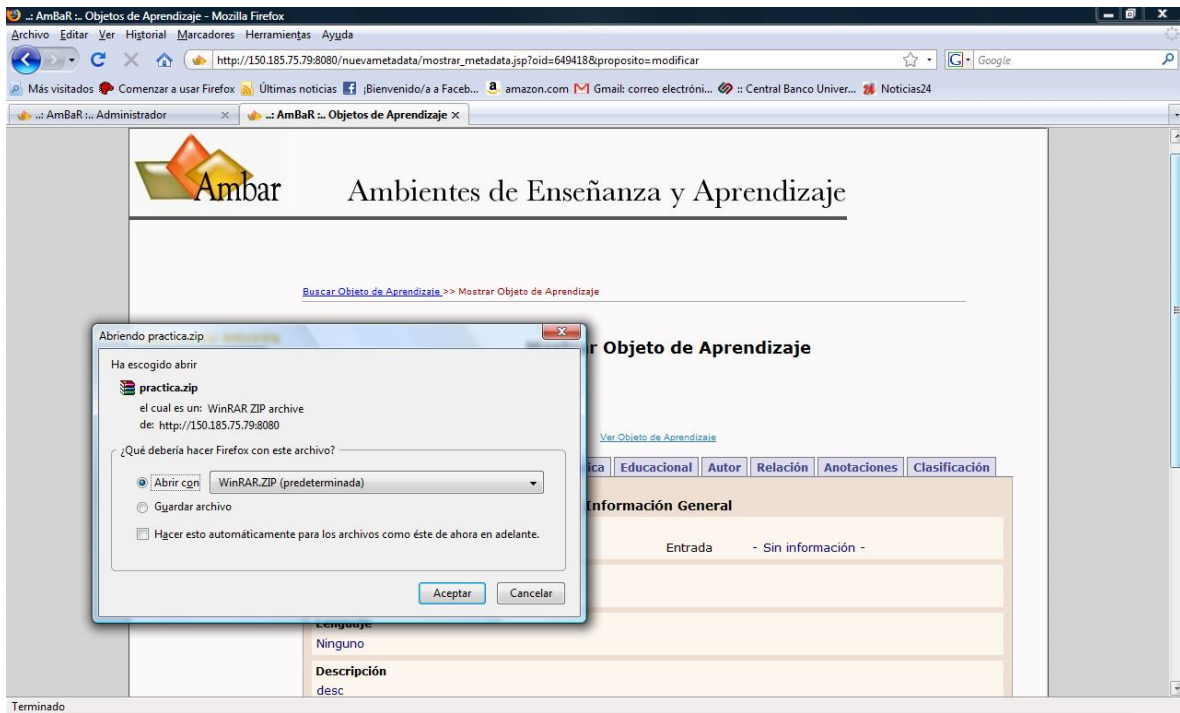 ..: AmBaR :.. Objetos de Aprendizaje - Mozilla Firefox
Archivo Editar Ver Historial Marcadores Herramientas Ayuda
http://150.185.75.79:8080/nuevametadata/mostrar_metadata.jsp?oid=649418&proposito=modificar
G Google
Más visitados Comenzar a usar Firefox Últimas noticias ¡Bienvenido/a a Faceb... amazon.com Gmail: correo electróni... :: Central Banco Univer... Noticias24
..: AmBaR :.. Administrador ..: AmBaR :.. Objetos de Aprendizaje
Ambar Ambientes de Enseñanza y Aprendizaje
Buscar Objeto de Aprendizaje >> Mostrar Objeto de Aprendizaje
Abriendo practica.zip
r Objeto de Aprendizaje
Ha escogido abrir
practica.zip
el cual es un: WinRAR ZIP archive
de: http://150.185.75.79:8080
¿Qué debería hacer Firefox con este archivo?
Abrir con WinRAR.ZIP (predeterminada)
Guardar archivo
Hacer esto automáticamente para los archivos como éste de ahora en adelante.
Aceptar Cancelar
Ver Objeto de Aprendizaje
ica Educacional Autor Relación Anotaciones Clasificación
Información General
Entrada - Sin información -
Lenguaje
Ninguno
Descripción
desc
Terminado